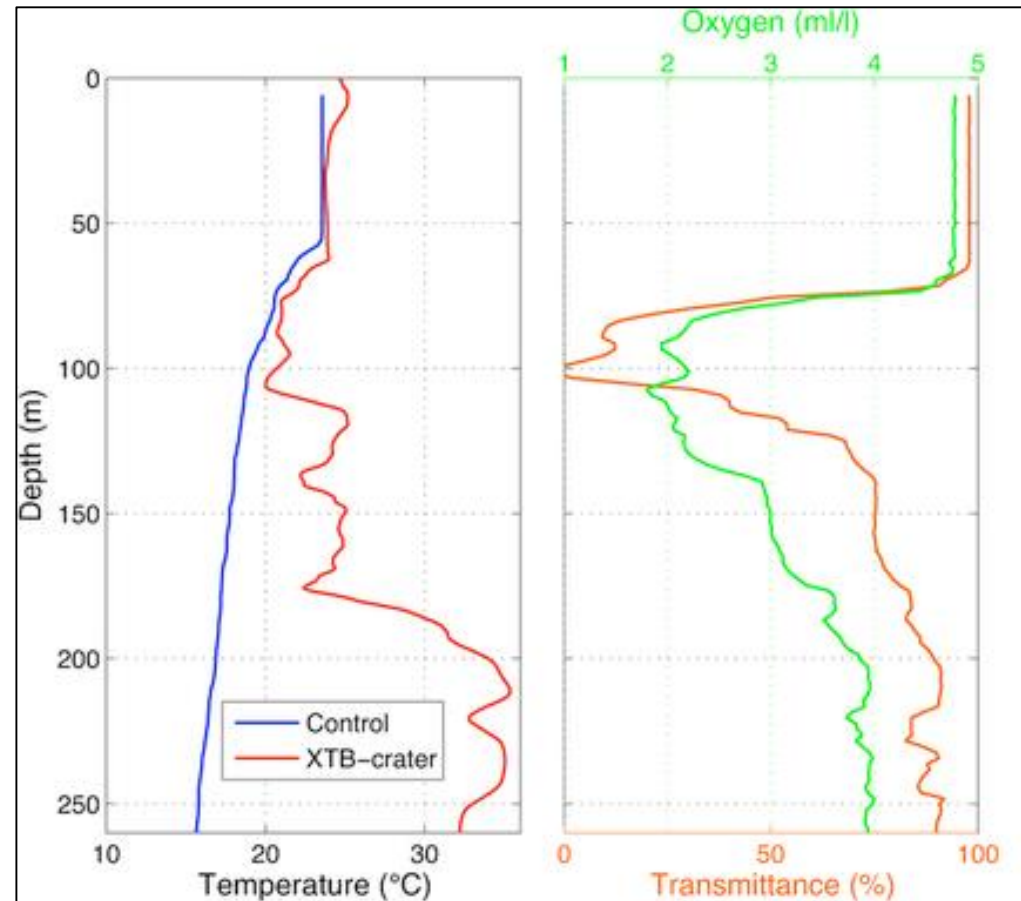 Oxygen (ml/l)
1 2 3 4 5
0
50
100
150
200
250
Depth (m)
Control
XTB-crater
10 20 30
Temperature (°C)
0 50 100
Transmittance (%)